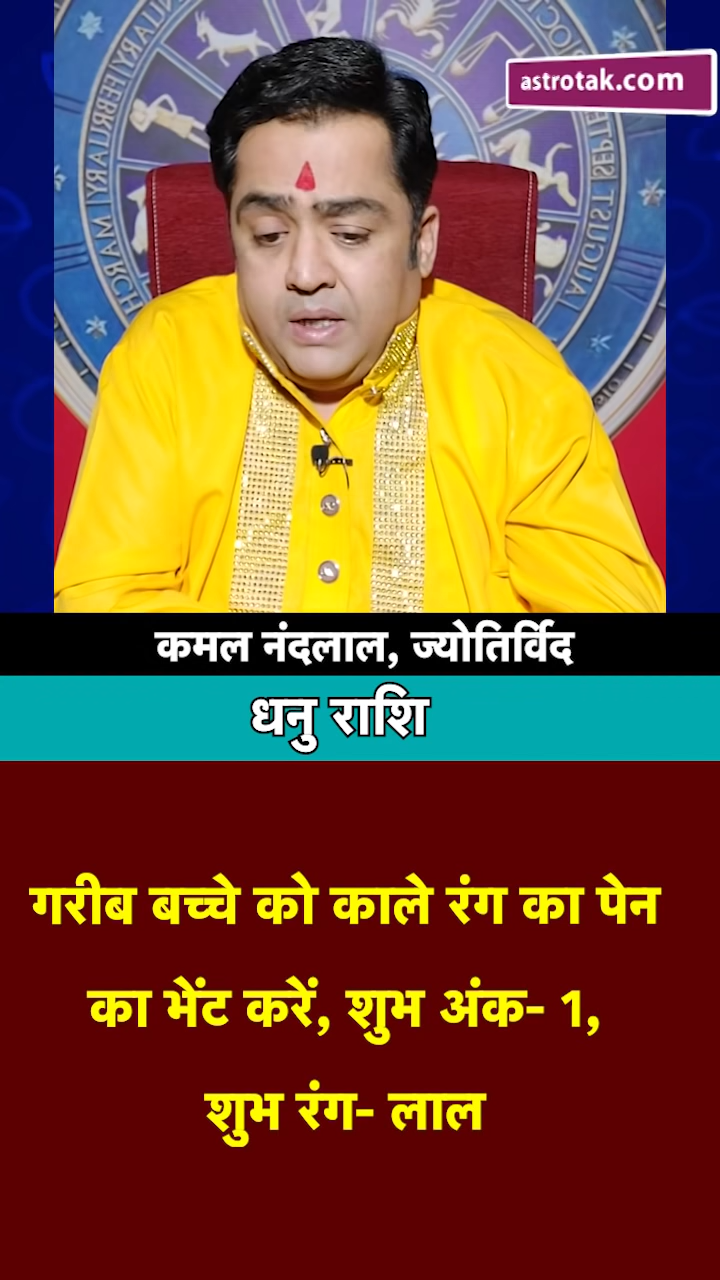 astrotak.com
कमल नंदलाल, ज्योतिर्विद
धनु राशि
गरीब बच्चे को काले रंग का पेन
का भेंट करें, शुभ अंक- 1,
शुभ रंग- लाल